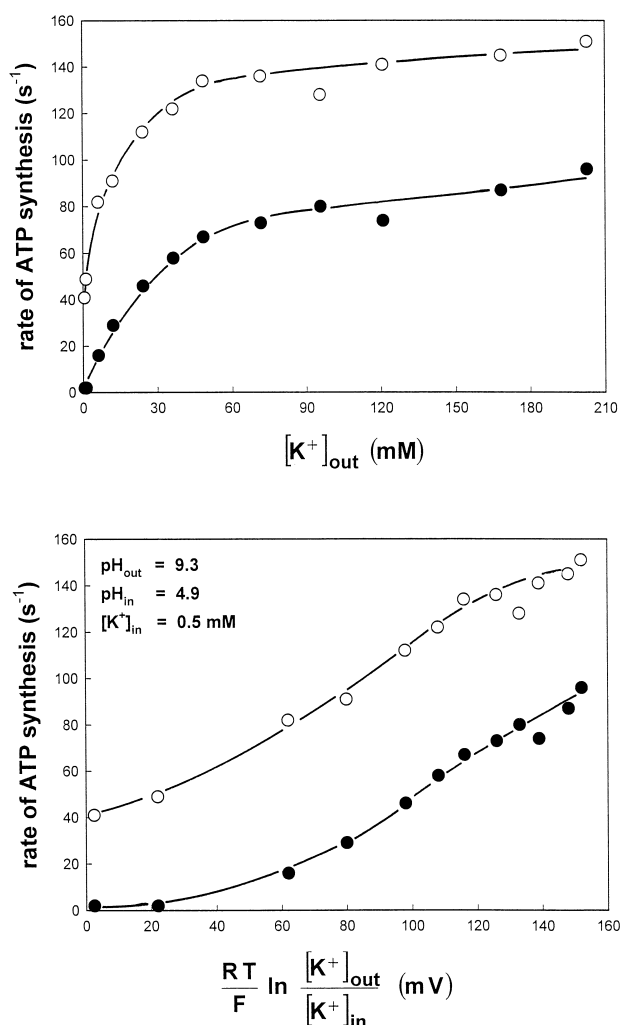 160
140
120
100
80
60
40
20
0
rate of ATP synthesis (s⁻¹)
0 30 60 90 120 150 180 210
[K⁺]out (mM)
160
140
120
100
80
60
40
20
0
rate of ATP synthesis (s⁻¹)
pHout = 9.3
pHin = 4.9
[K⁺]in = 0.5 mM
0 20 40 60 80 100 120 140 160
RT/F ln [K⁺]out/[K⁺]in (mV)